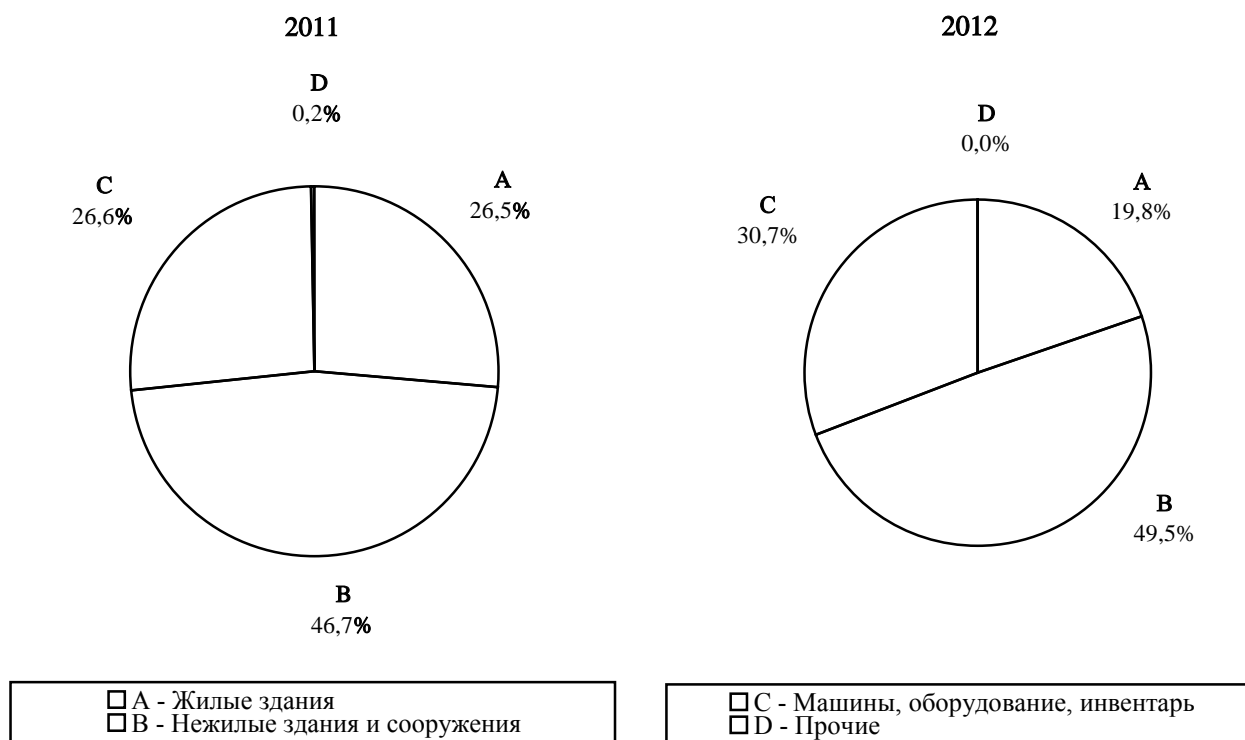 2011
D
0,2%
C
26,6%
A
26,5%
B
46,7%
2012
D
0,0%
A
19,8%
C
30,7%
B
49,5%
A - Жилые здания
B - Нежилые здания и сооружения
C - Машины, оборудование, инвентарь
D - Прочие